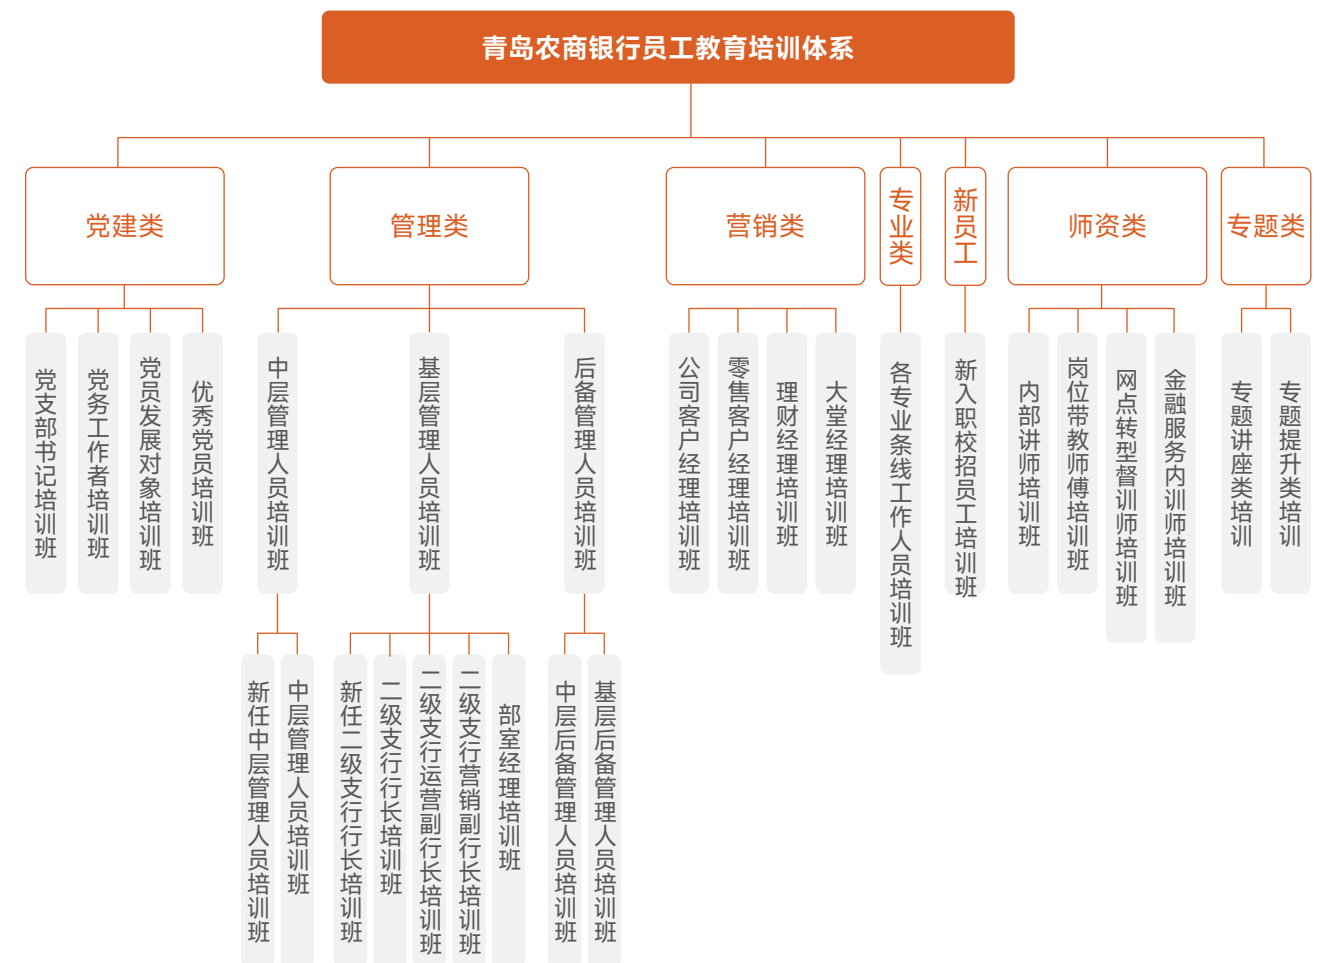 青岛农商银行员工教育培训体系
党建类
管理类
营销类
专业类
新员工
师资类
专题类
党支部书记培训班
党务工作者培训班
党员发展对象培训班
优秀党员培训班
中层管理人员培训班
基层管理人员培训班
后备管理人员培训班
公司客户经理培训班
零售客户经理培训班
理财经理培训班
大堂经理培训班
各专业条线工作人员培训班
新入职校招员工培训班
内部讲师培训班
岗位带教师傅培训班
网点转型督训师培训班
金融服务内训师培训班
专题讲座类培训
专题提升类培训
新任中层管理人员培训班
中层管理人员培训班
新任二级支行行长培训班
二级支行行长培训班
二级支行运营副行长培训班
二级支行营销副行长培训班
部室经理培训班
中层后备管理人员培训班
基层后备管理人员培训班